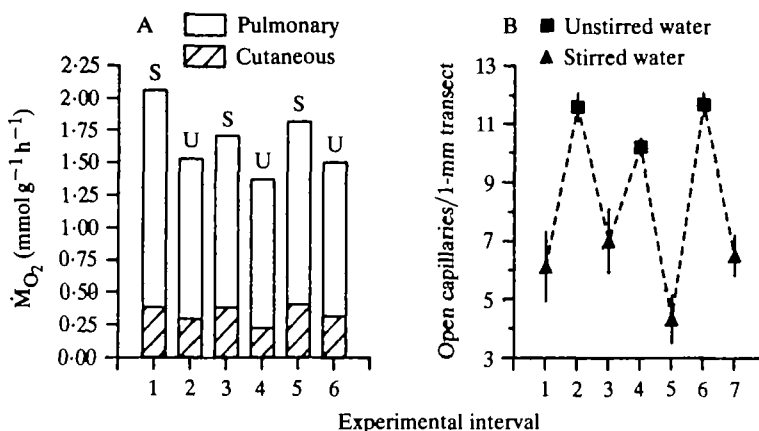 A
Pulmonary
Cutaneous
2·25
2·00
1·75
1·50
1·25
1·00
0·75
0·50
0·25
0·00
ṀO₂ (mmol g⁻¹ h⁻¹)
S
U
S
U
S
U
1 2 3 4 5 6
B
Unstirred water
Stirred water
13
11
9
7
5
3
Open capillaries/1-mm transect
1 2 3 4 5 6 7
Experimental interval